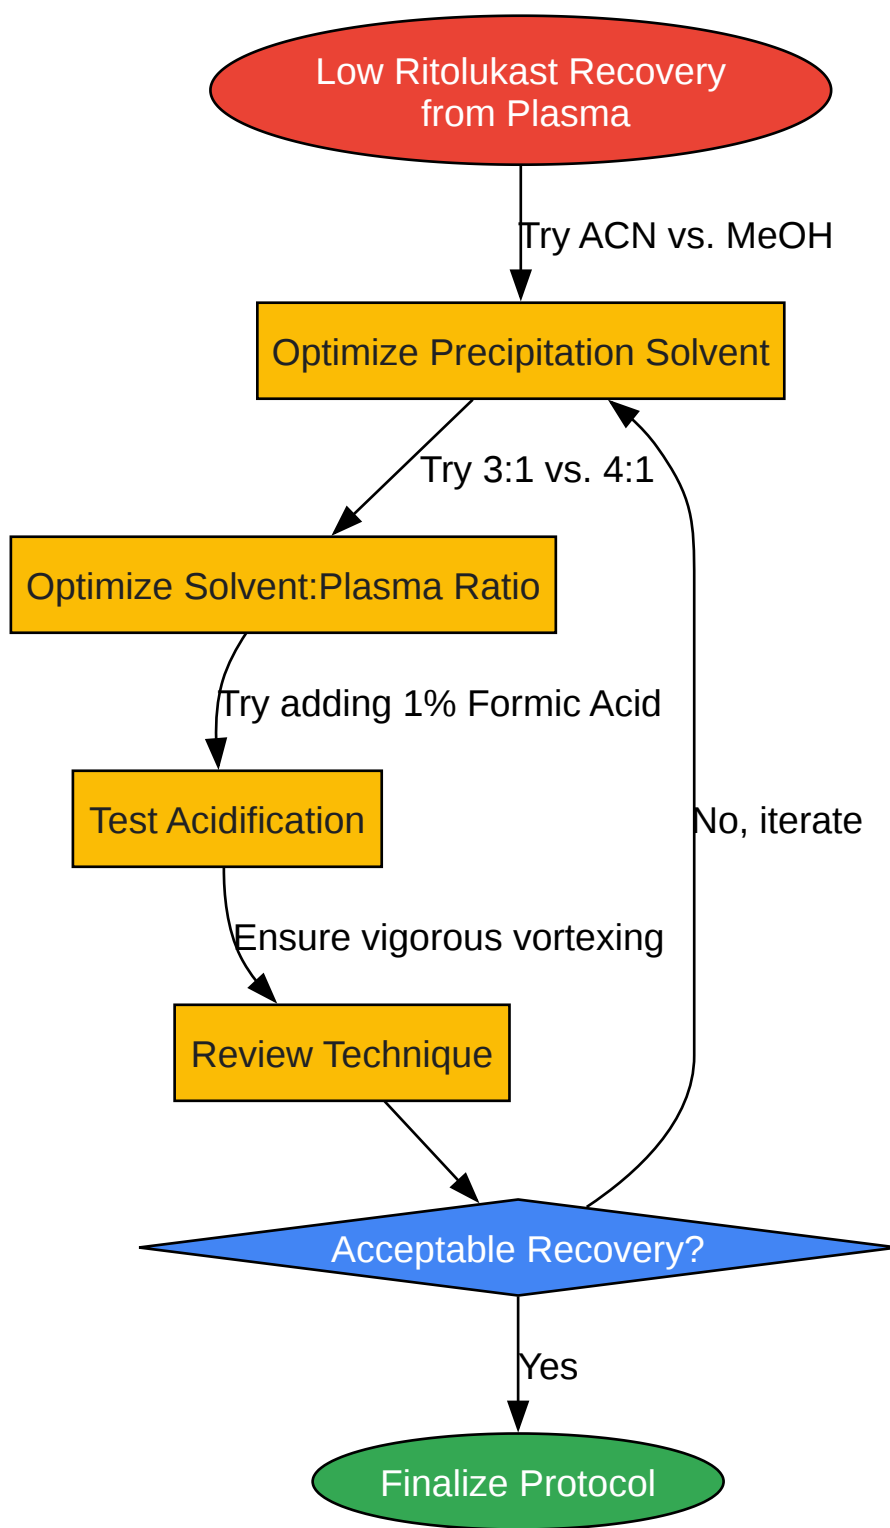 Low Ritolukast Recovery
from Plasma
Try ACN vs. MeOH
Optimize Precipitation Solvent
Try 3:1 vs. 4:1
Optimize Solvent:Plasma Ratio
Try adding 1% Formic Acid
Test Acidification
No, iterate
Ensure vigorous vortexing
Review Technique
Acceptable Recovery?
Yes
Finalize Protocol